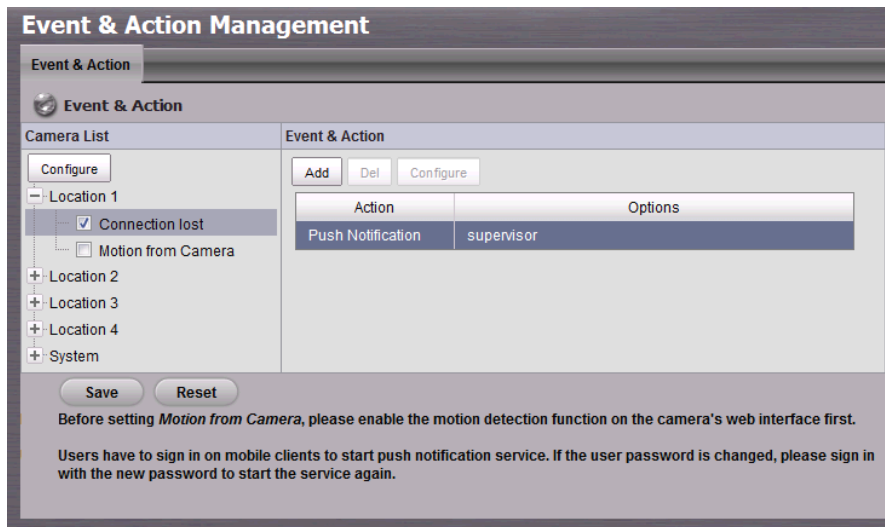 Event & Action Management
Event & Action
Event & Action
Camera List
Configure
Location 1
Connection lost
Motion from Camera
Location 2
Location 3
Location 4
System
Event & Action
Add Del Configure
Action Options
Push Notification supervisor
Save Reset
Before setting Motion from Camera, please enable the motion detection function on the camera's web interface first.
Users have to sign in on mobile clients to start push notification service. If the user password is changed, please sign in
with the new password to start the service again.